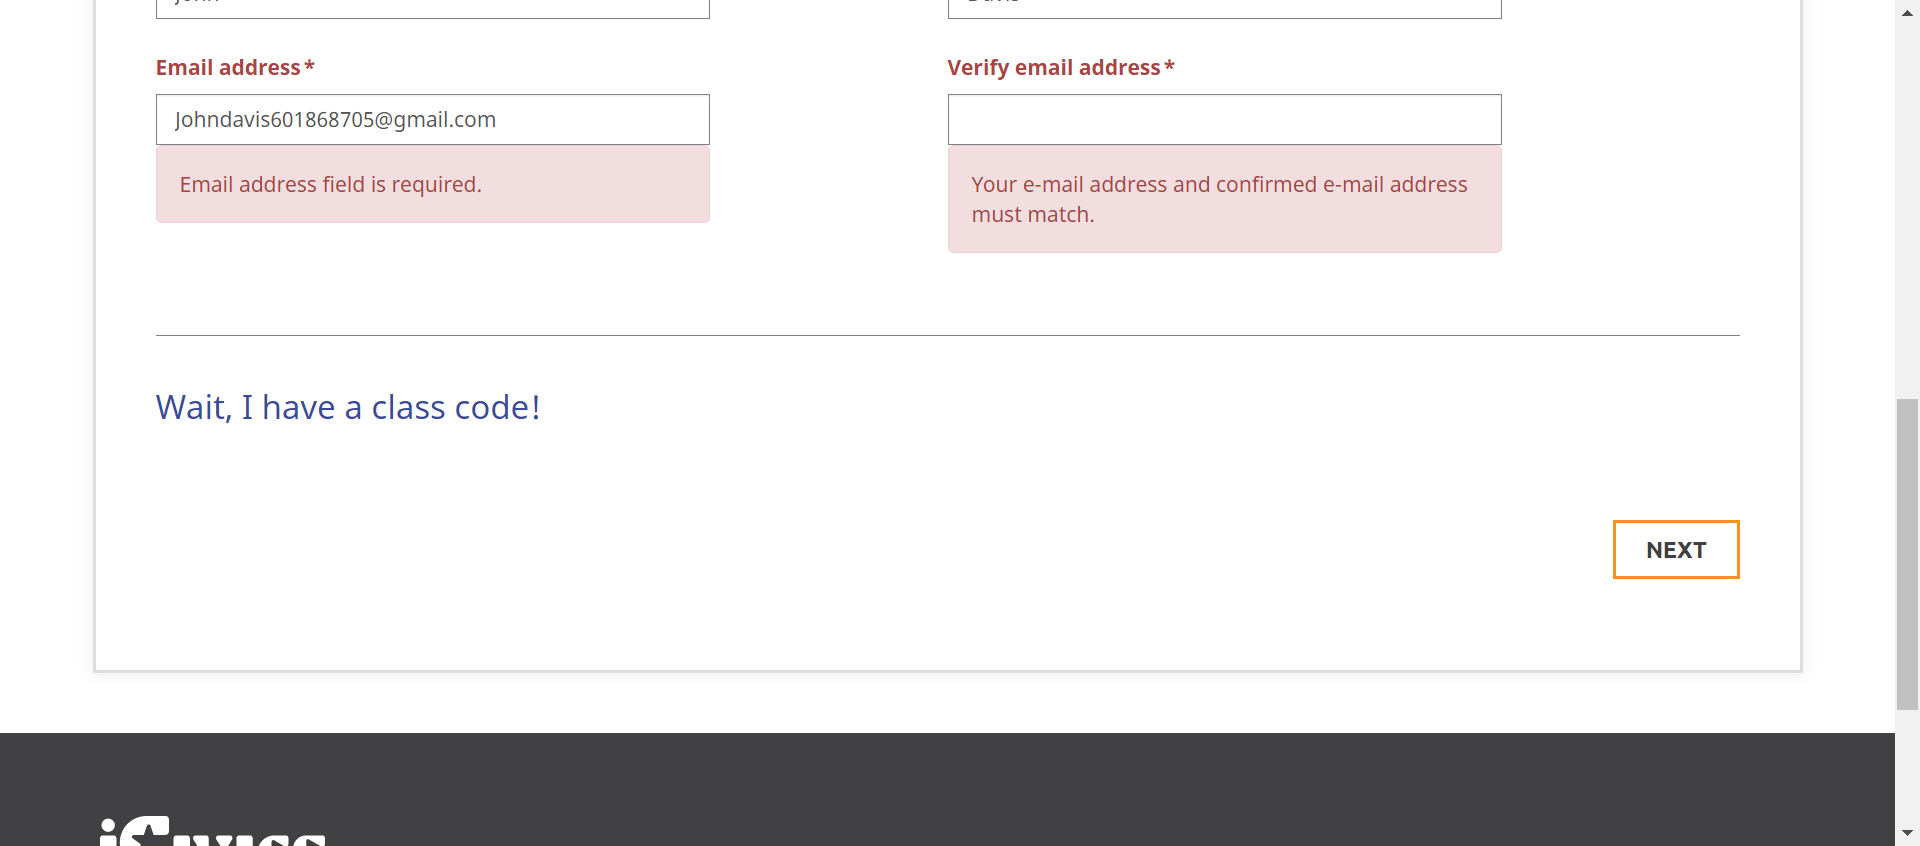 Email address*
Verify email address*
Johndavis601868705@gmail.com
Email address field is required.
Your e-mail address and confirmed e-mail address
must match.
Wait, I have a class code!
NEXT